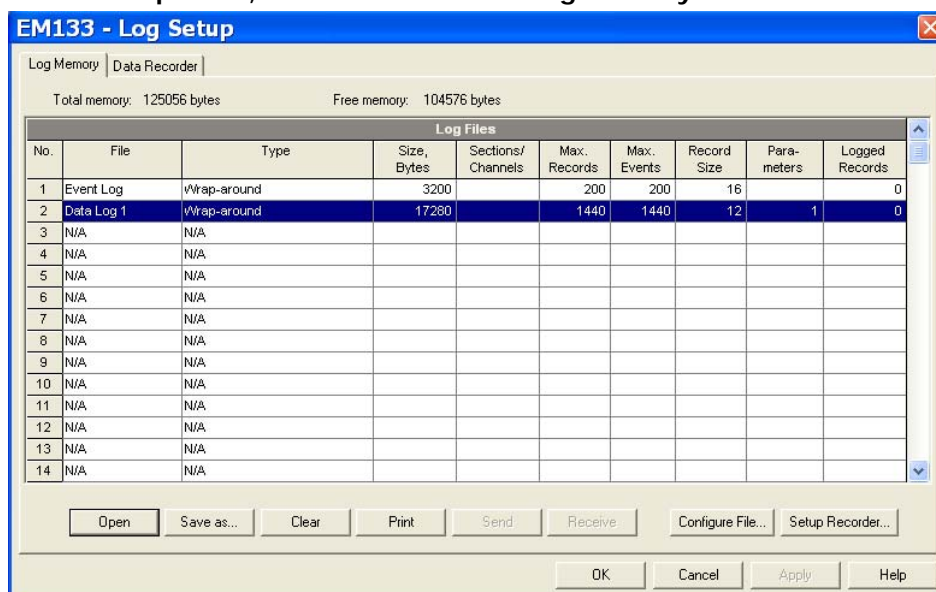 EM133 - Log Setup
Log Memory Data Recorder
Total memory: 125056 bytes Free memory: 104576 bytes
Log Files
No. File Type Size, Bytes Sections/ Channels Max. Records Max. Events Record Size Para- meters Logged Records
1 Event Log Wrap-around 3200 200 200 16 0
2 Data Log 1 Wrap-around 17280 1440 1440 12 1 0
3 N/A N/A
4 N/A N/A
5 N/A N/A
6 N/A N/A
7 N/A N/A
8 N/A N/A
9 N/A N/A
10 N/A N/A
11 N/A N/A
12 N/A N/A
13 N/A N/A
14 N/A N/A
Open Save as... Clear Print Send Receive Configure File... Setup Recorder...
OK Cancel Apply Help